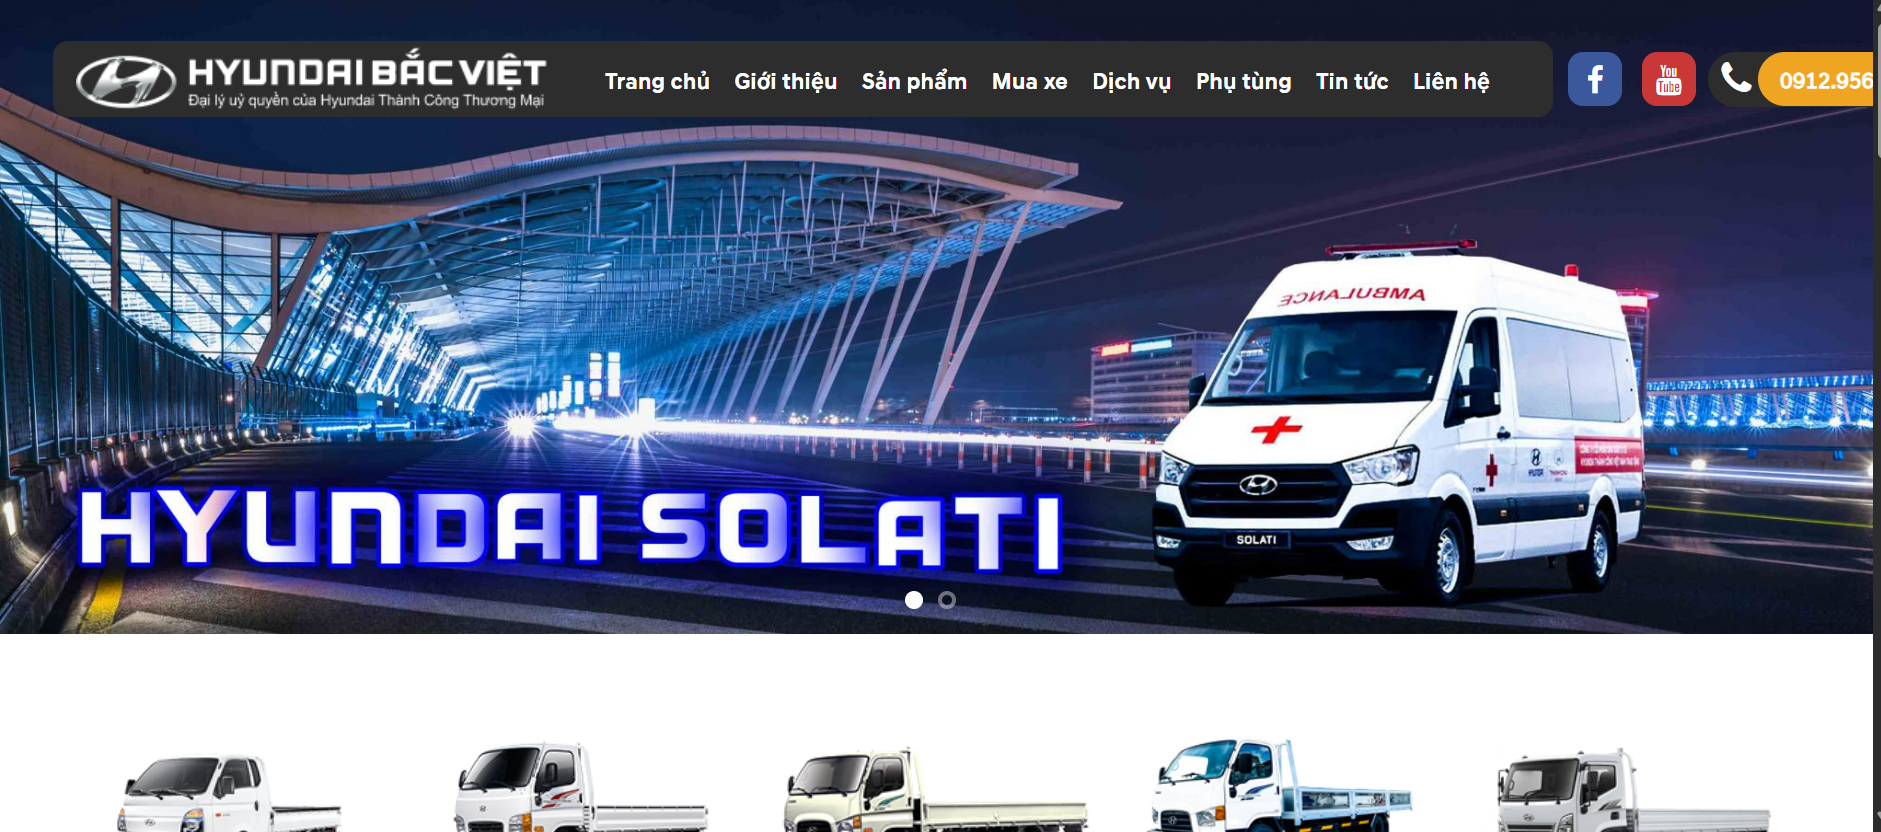 HYUNDAI BẮC VIỆT
Đại lý uỷ quyền của Hyundai Thành Công Thương Mại
Trang chủ Giới thiệu Sản phẩm Mua xe Dịch vụ Phụ tùng Tin tức Liên hệ
f
You
Tube
0912.956
AMBULANCE
HYUNDAI SOLATI
SOLATI